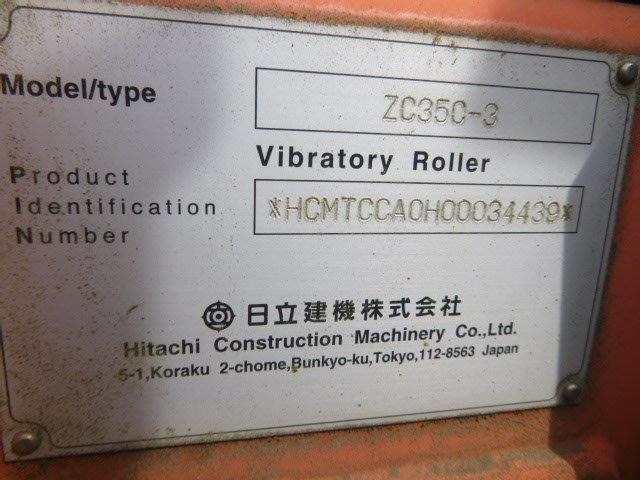 Model/type
ZC35C-3
Vibratory Roller
Product
Identification
Number
*HCMTCCA0H00034439*
日立建機株式会社
Hitachi Construction Machinery Co.,Ltd.
5-1,Koraku 2-chome,Bunkyo-ku,Tokyo,112-8563 Japan